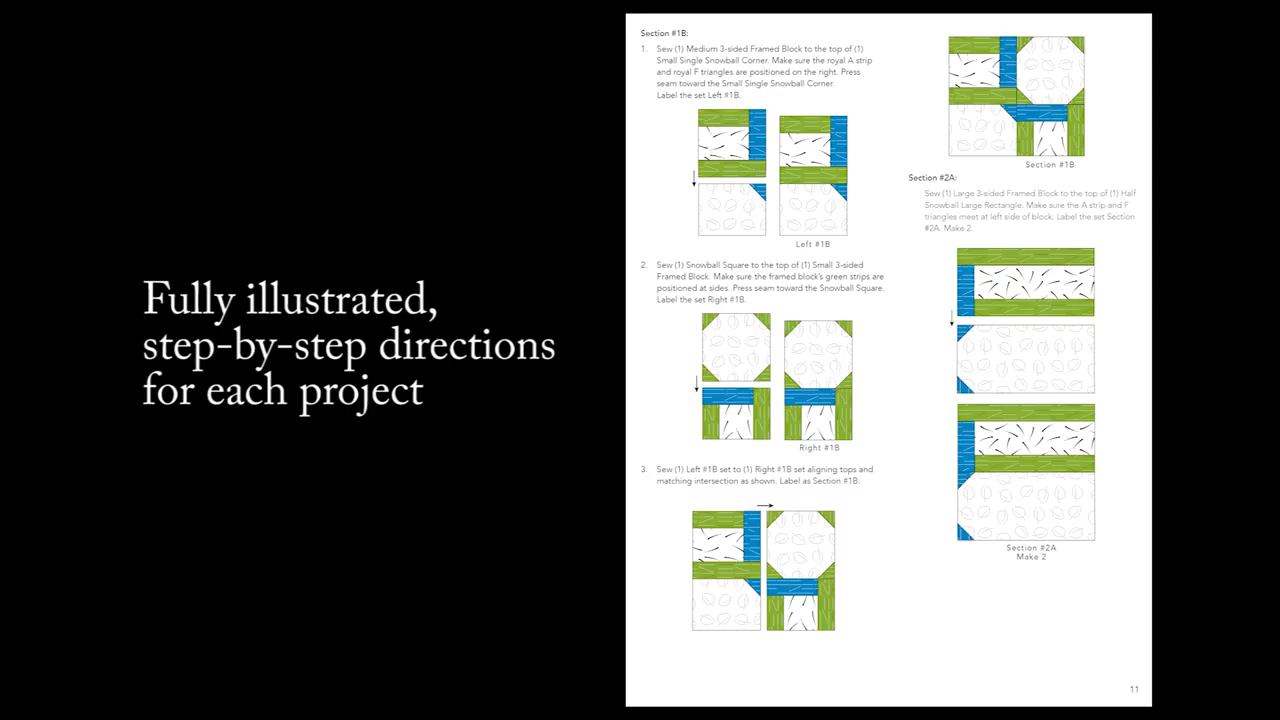 Fully illustrated,
step-by-step directions
for each project
Section #1B:
1. Sew (1) Medium 3-sided Framed Block to the top of (1)
Small Single Snowball Corner. Make sure the royal A strip
and royal F triangles are positioned on the right. Press
seam toward the Small Single Snowball Corner.
Label the set Left #1B.
Left #1B
2. Sew (1) Snowball Square to the top of (1) Small 3-sided
Framed Block. Make sure the framed block's green strips are
positioned at sides. Press seam toward the Snowball Square.
Label the set Right #1B.
Right #1B
3. Sew (1) Left #1B set to (1) Right #1B set aligning tops and
matching intersection as shown. Label as Section #1B.
Section #1B
Section #2A:
Sew (1) Large 3-sided Framed Block to the top of (1) Half
Snowball Large Rectangle. Make sure the A strip and F
triangles meet at left side of block. Label the set Section
#2A. Make 2.
Section #2A
Make 2
11